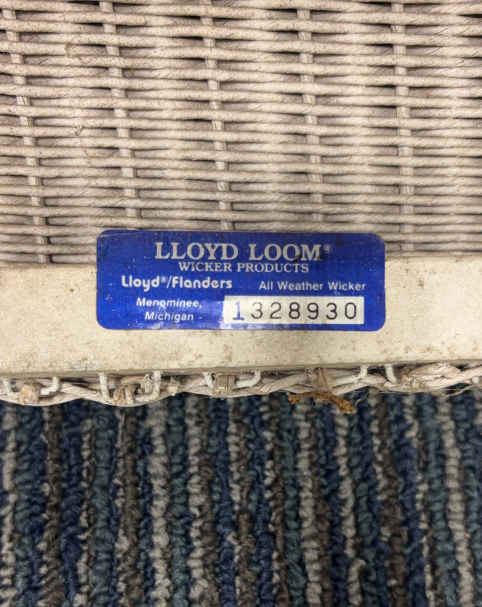 LLOYD LOOM®
WICKER PRODUCTS
Lloyd®/Flanders All Weather Wicker
Menominee,
Michigan
1328930